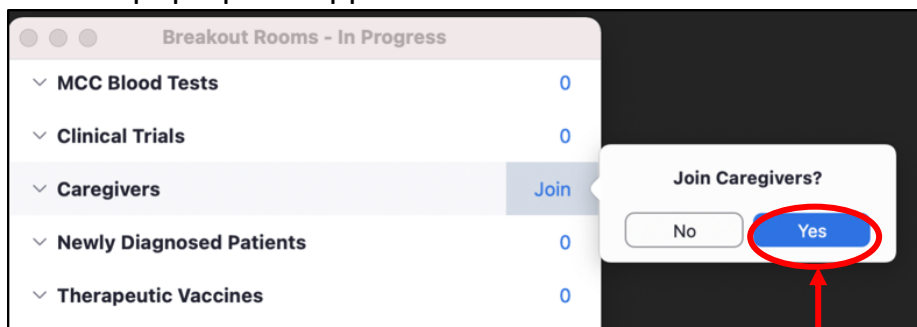 Breakout Rooms - In Progress
MCC Blood Tests 0
Clinical Trials 0
Caregivers Join
Join Caregivers?
No Yes
Newly Diagnosed Patients 0
Therapeutic Vaccines 0